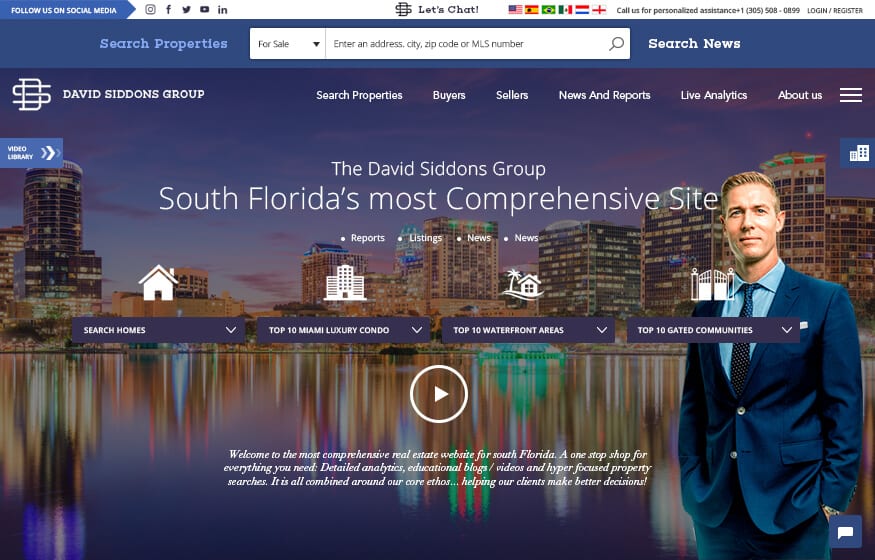 FOLLOW US ON SOCIAL MEDIA
Let's Chat!
Call us for personalized assistance+1 (305) 508 - 0899
LOGIN / REGISTER
Search Properties
For Sale
Enter an address, city, zip code or MLS number
Search News
DAVID SIDDONS GROUP
Search Properties
Buyers
Sellers
News And Reports
Live Analytics
About us
VIDEO
LIBRARY
The David Siddons Group
South Florida's most Comprehensive Site
Reports
Listings
News
News
SEARCH HOMES
TOP 10 MIAMI LUXURY CONDO
TOP 10 WATERFRONT AREAS
TOP 10 GATED COMMUNITIES
Welcome to the most comprehensive real estate website for south Florida. A one stop shop for
everything you need: Detailed analytics, educational blogs / videos and hyper focused property
searches. It is all combined around our core ethos... helping our clients make better decisions!